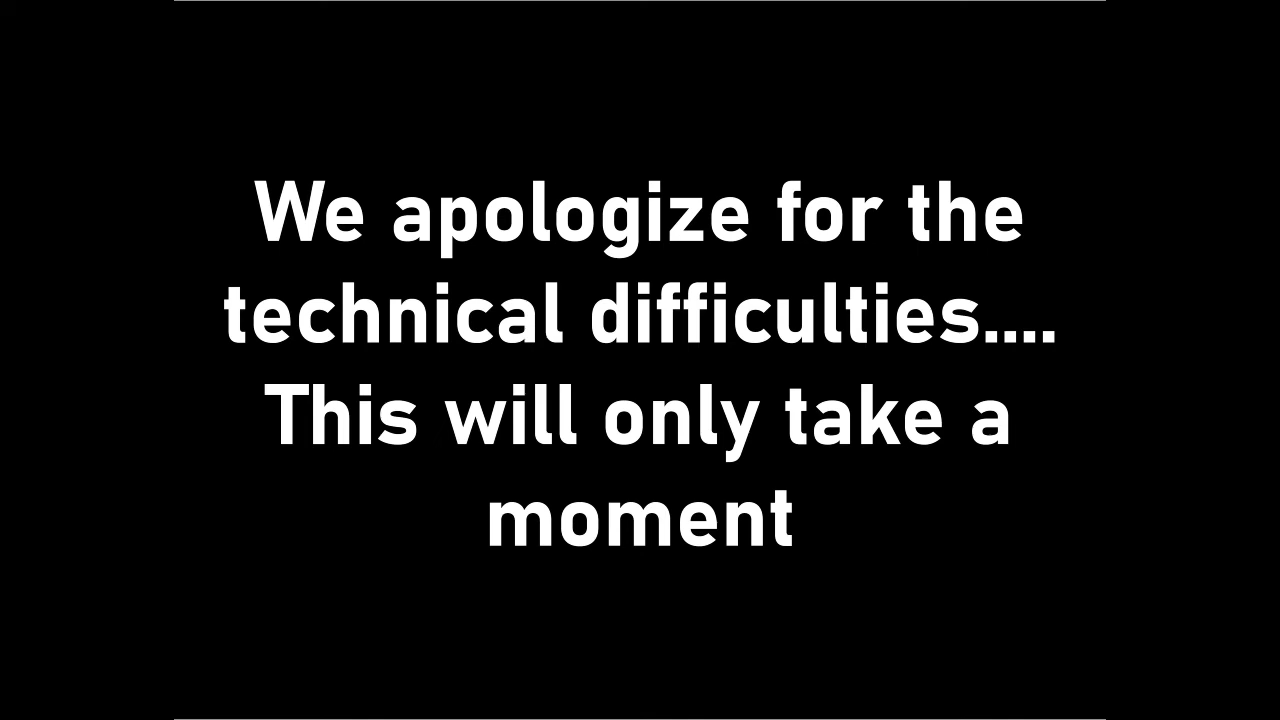 We apologize for the
technical difficulties....
This will only take a
moment